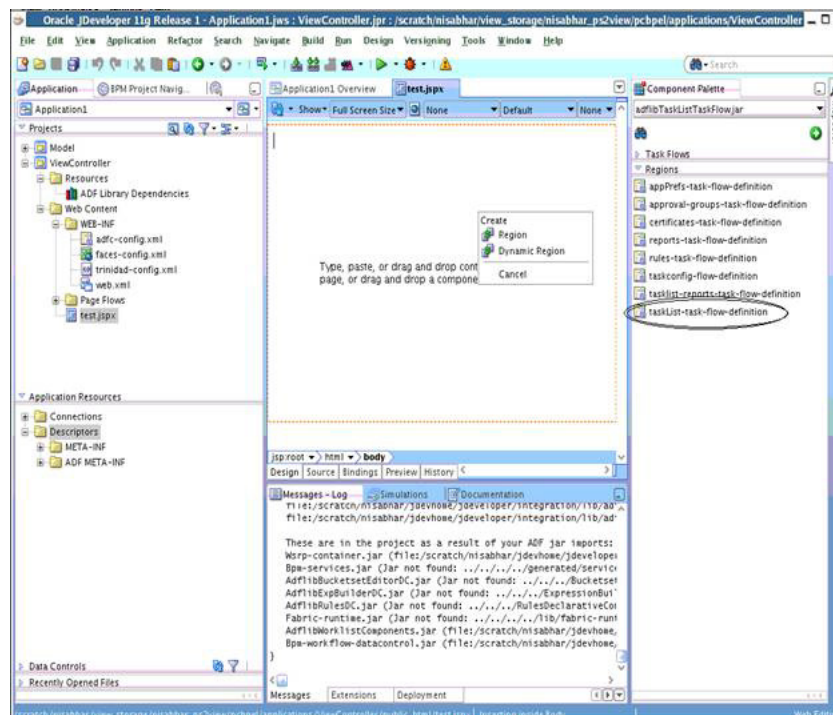 Oracle JDeveloper 11g Release 1 - Application1.jws : ViewController.jpr : /scratch/nisabhar/view_storage/nisabhar_ps2view/pcbpel/applications/ViewController
File Edit View Application Refactor Search Navigate Build Run Design Versigning Tools Window Help
Search
Application BPM Project Navig...
Application1
Projects
Model
ViewController
Resources
ADF Library Dependencies
Web Content
WEB-INF
adfc-config.xml
faces-config.xml
trinidad-config.xml
web.xml
Page Flows
test.jspx
Application Resources
Connections
Descriptors
META-INF
ADF META-INF
Data Controls
Recently Opened Files
Application1 Overview test.jspx
Show Full Screen Size None Default None
Create
Region
Dynamic Region
Cancel
Type, paste, or drag and drop cont
page, or drag and drop a compone
jsp:root html body
Design Source Bindings Preview History
Messages - Log Simulations Documentation
file:/scratch/nisabhar/jdevhome/jdeveloper/integration/lib/ad
file:/scratch/nisabhar/jdevhome/jdeveloper/integration/lib/ad
These are in the project as a result of your ADF jar imports:
Wsrp-container.jar (file:/scratch/nisabhar/jdevhome/jdevelope
Bpm-services.jar (Jar not found: ../../../../generated/service
AdflibBucketsetEditorDC.jar (Jar not found: ../../../Bucketset
AdflibExpBuilderDC.jar (Jar not found: ../../../ExpressionBui
AdflibRulesDC.jar (Jar not found: ../../../RulesDeclarativeCo
Fabric-runtime.jar (Jar not found: ../../../../lib/fabric-runt
AdflibWorklistComponents.jar (file:/scratch/nisabhar/jdevhome,
Bpm-workflow-datacontrol.jar (file:/scratch/nisabhar/jdevhome,
}
Messages Extensions Deployment
Component Palette
adflibTaskListTaskFlow.jar
Task Flows
Regions
appPrefs-task-flow-definition
approval-groups-task-flow-definition
certificates-task-flow-definition
reports-task-flow-definition
rules-task-flow-definition
taskconfig-flow-definition
tasklist-reports-task-flow-definition
taskList-task-flow-definition
Web Edit